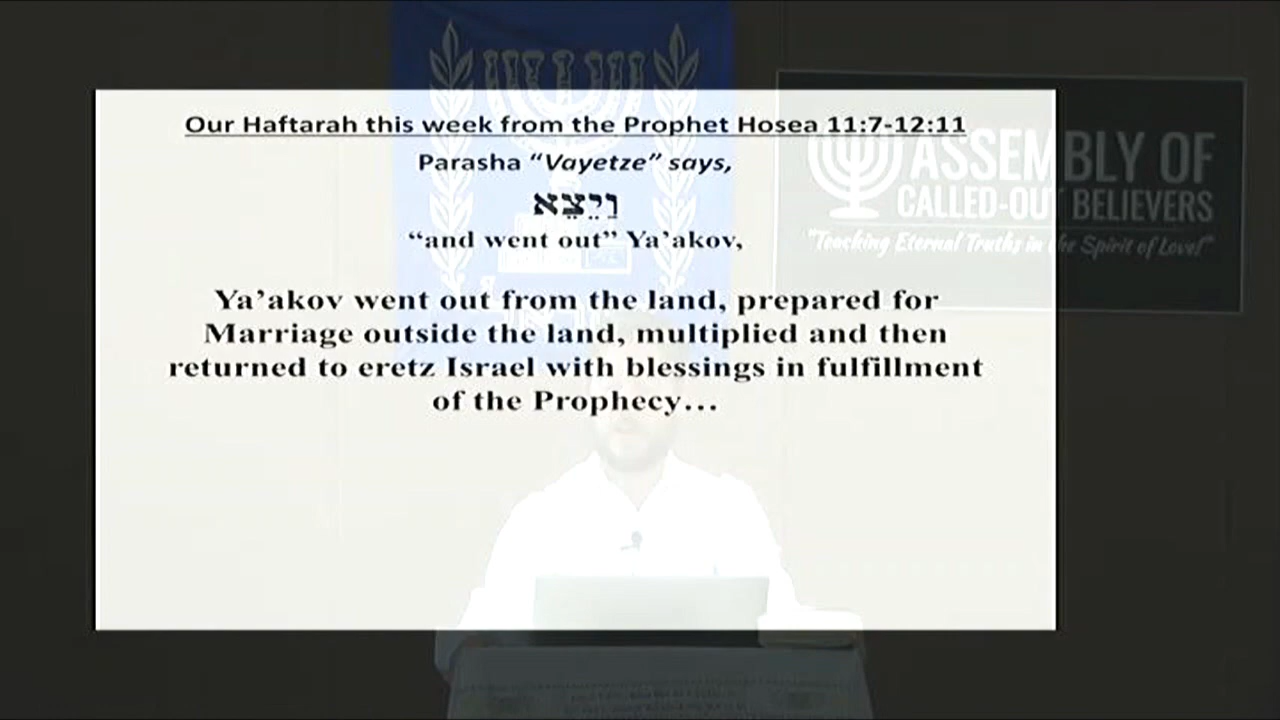 Our Haftarah this week from the Prophet Hosea 11:7-12:11
Parasha “Vayetze” says,
וַיֵּצֵא
“and went out” Ya’akov,
Ya’akov went out from the land, prepared for
Marriage outside the land, multiplied and then
returned to eretz Israel with blessings in fulfillment
of the Prophecy…
ASSEMBLY OF
CALLED-OUT BELIEVERS
"Teaching Eternal Truths in the Spirit of Love!"